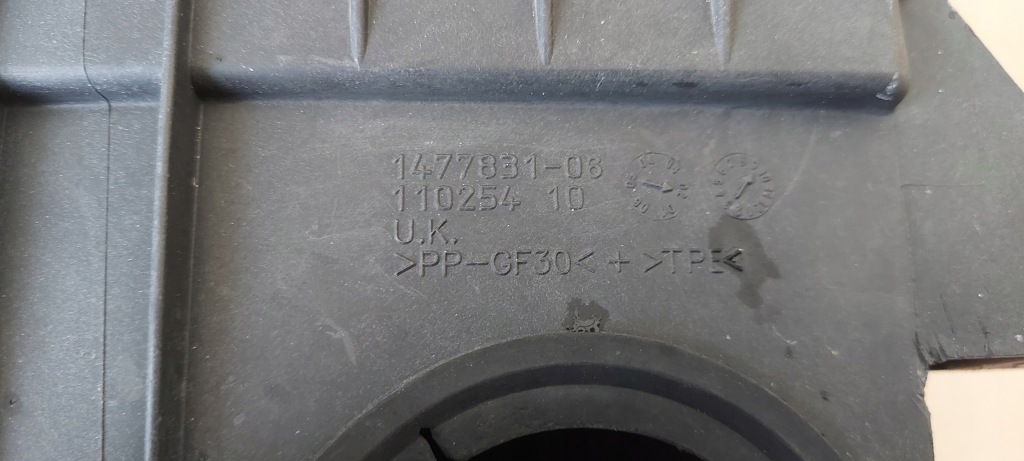 1477831-08
110254 10
U.K.
>PP-GF30< + >TPE<